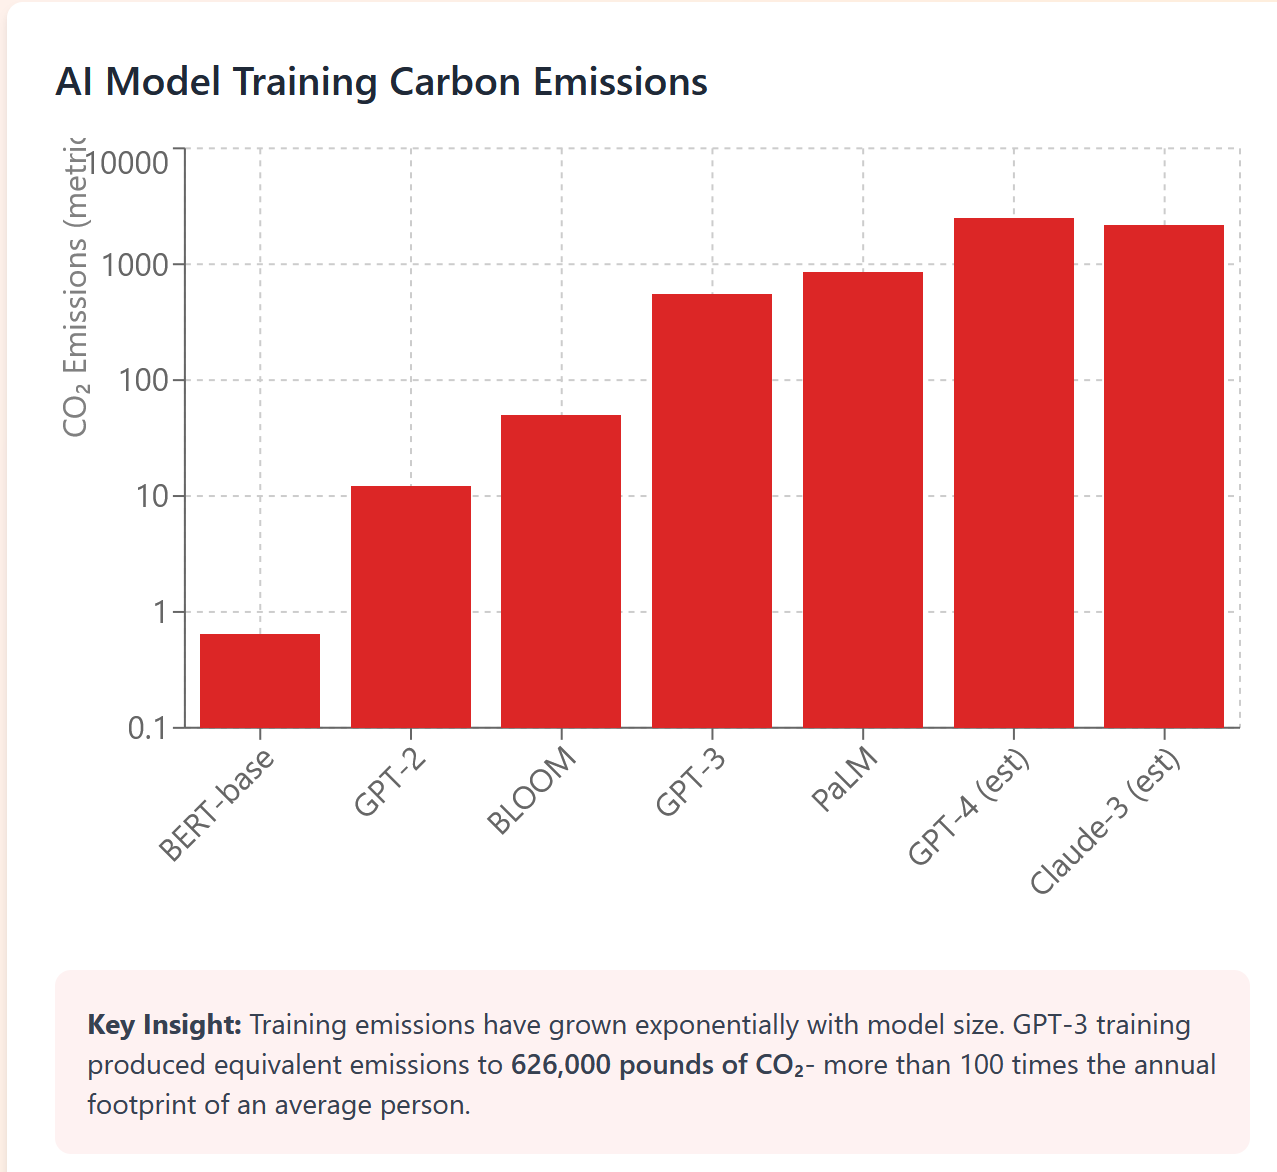 AI Model Training Carbon Emissions
CO₂ Emissions (metric
10000
1000
100
10
1
0.1
BERT-base
GPT-2
BLOOM
GPT-3
PaLM
GPT-4 (est)
Claude-3 (est)
Key Insight: Training emissions have grown exponentially with model size. GPT-3 training
produced equivalent emissions to 626,000 pounds of CO₂- more than 100 times the annual
footprint of an average person.